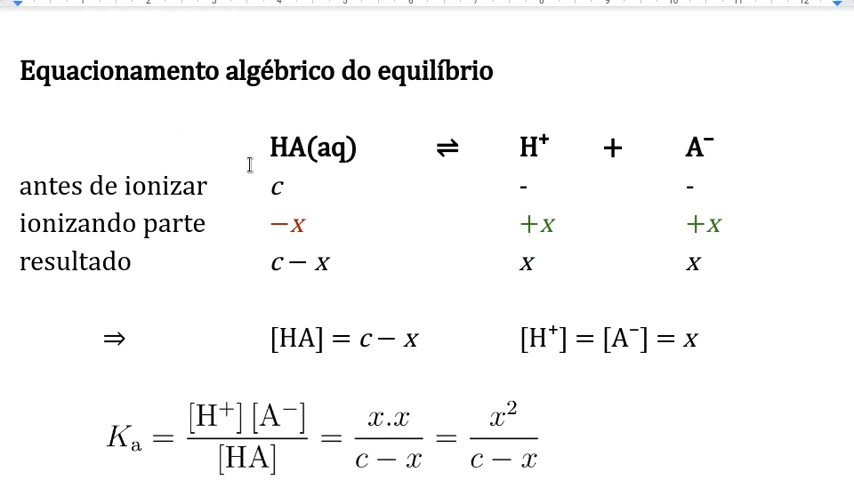 Equacionamento algébrico do equilíbrio
HA(aq) ⇌ H⁺ + A⁻
antes de ionizar c - -
ionizando parte −x +x +x
resultado c − x x x
⇒ [HA] = c − x [H⁺] = [A⁻] = x
Kₐ = [H⁺][A⁻] / [HA] = x.x / c − x = x² / c − x